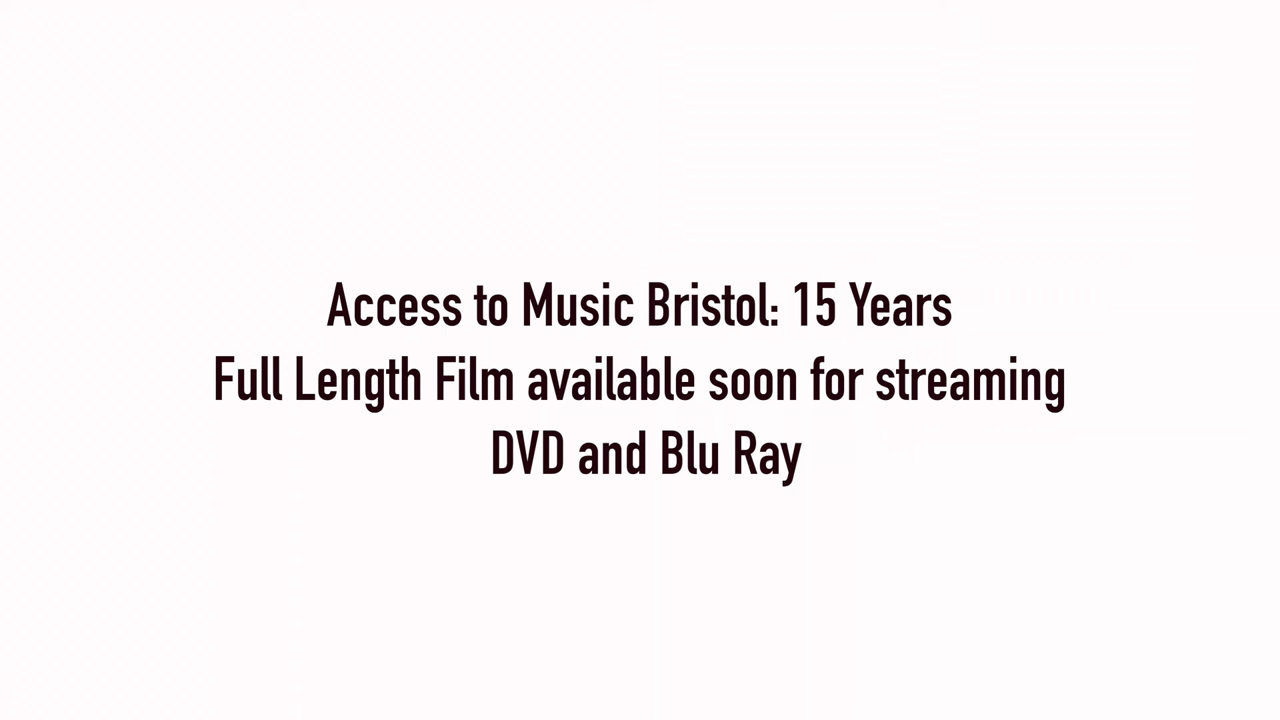 Access to Music Bristol: 15 Years
Full Length Film available soon for streaming
DVD and Blu Ray